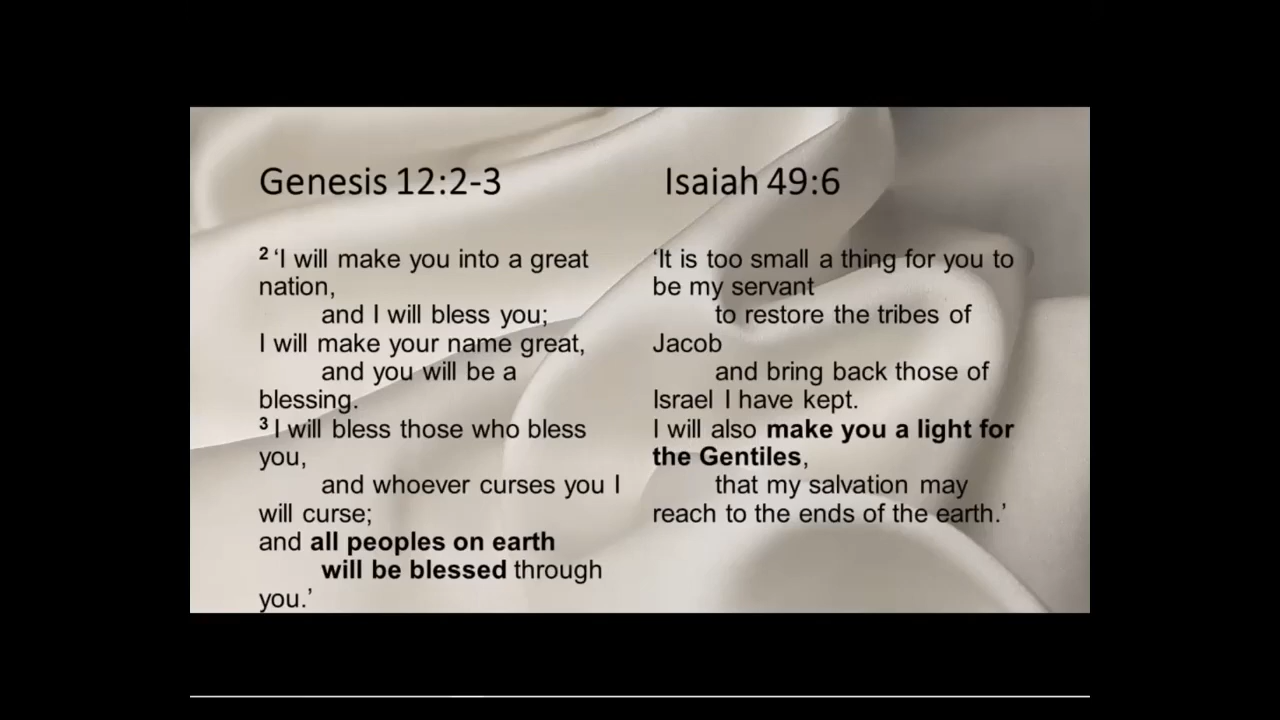 Genesis 12:2-3
2 ‘I will make you into a great
nation,
and I will bless you;
I will make your name great,
and you will be a
blessing.
3 I will bless those who bless
you,
and whoever curses you I
will curse;
and all peoples on earth
will be blessed through
you.’
Isaiah 49:6
‘It is too small a thing for you to
be my servant
to restore the tribes of
Jacob
and bring back those of
Israel I have kept.
I will also make you a light for
the Gentiles,
that my salvation may
reach to the ends of the earth.’